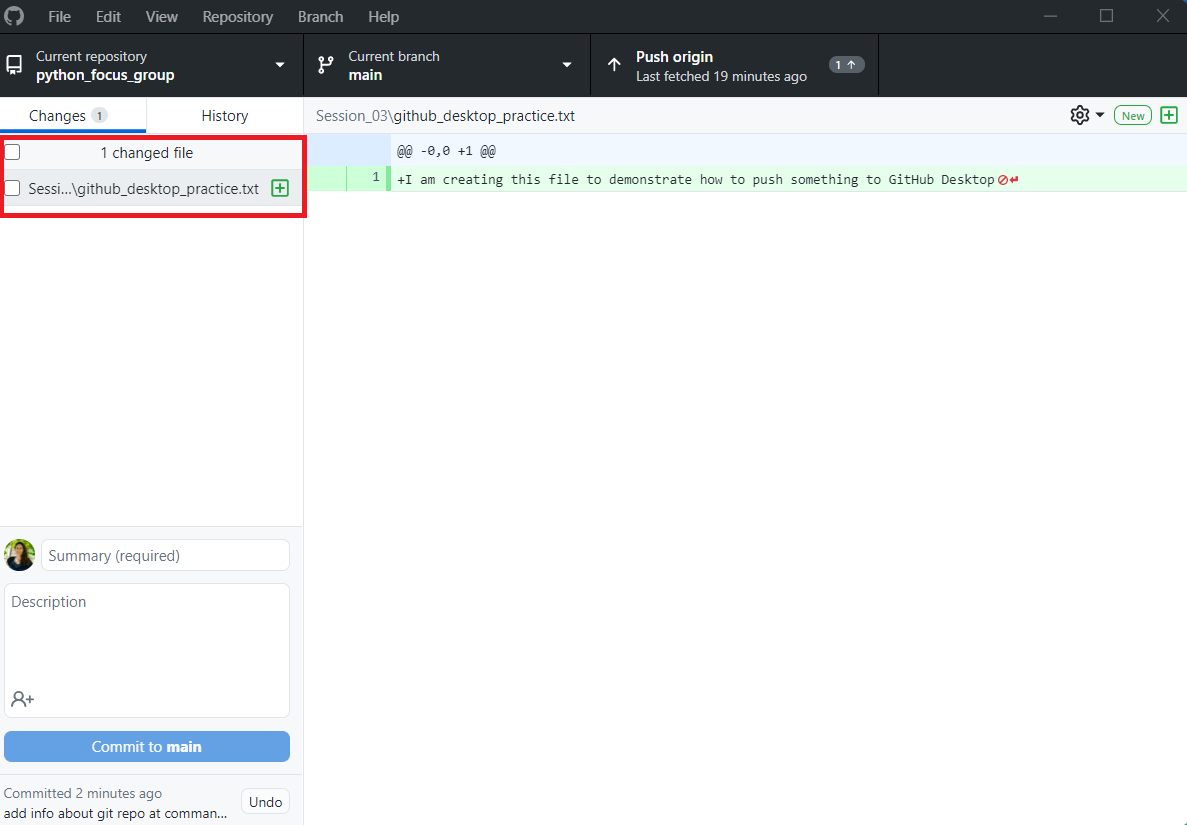 File Edit View Repository Branch Help
Current repository
python_focus_group
Current branch
main
Push origin
Last fetched 19 minutes ago
1
Changes 1
History
Session_03\github_desktop_practice.txt
New
1 changed file
Sessi...\github_desktop_practice.txt
@@ -0,0 +1 @@
1 +I am creating this file to demonstrate how to push something to GitHub Desktop
Summary (required)
Description
Commit to main
Committed 2 minutes ago
add info about git repo at comman...
Undo